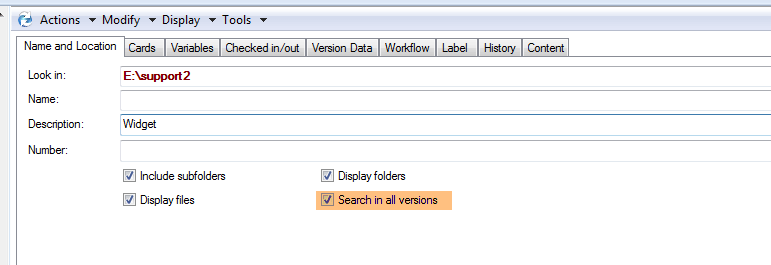 Actions Modify Display Tools
Name and Location Cards Variables Checked in/out Version Data Workflow Label History Content
Look in: E:\support2
Name:
Description: Widget
Number:
Include subfolders Display folders
Display files Search in all versions